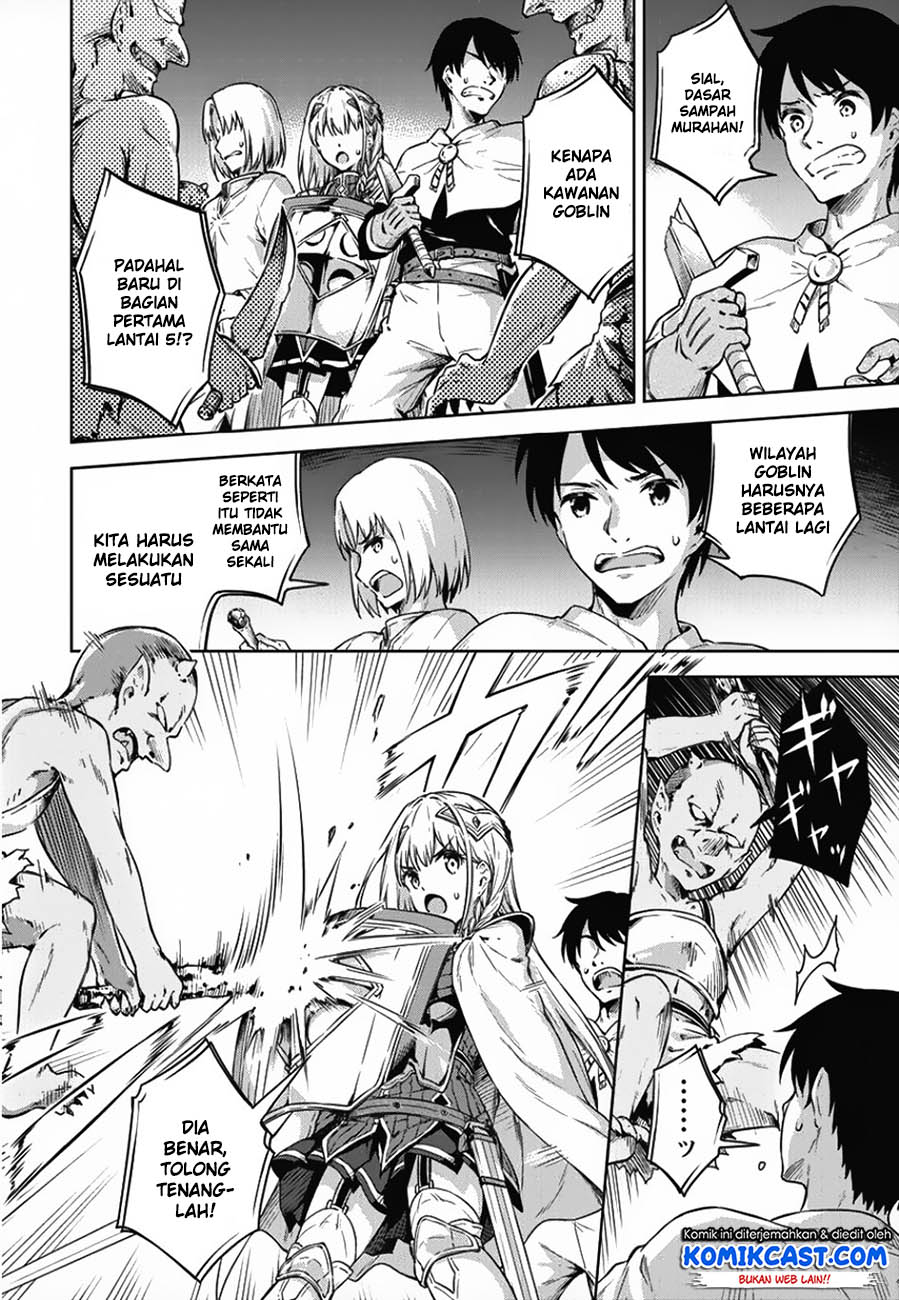 SIAL,
DASAR
SAMPAH
MURAHAN!
KENAPA
ADA
KAWANAN
GOBLIN
PADAHAL
BARU DI
BAGIAN
PERTAMA
LANTAI 5!?
WILAYAH
GOBLIN
HARUSNYA
BEBERAPA
LANTAI LAGI
BERKATA
SEPERTI
ITU TIDAK
MEMBANTU
SAMA
SEKALI
KITA HARUS
MELAKUKAN
SESUATU
ギャ
ギャ
……ッ
DIA
BENAR,
TOLONG
TENANG-
LAH!
Komik ini diterjemahkan & diedit oleh
KOMIKCAST.COM
BUKAN WEB LAIN!!